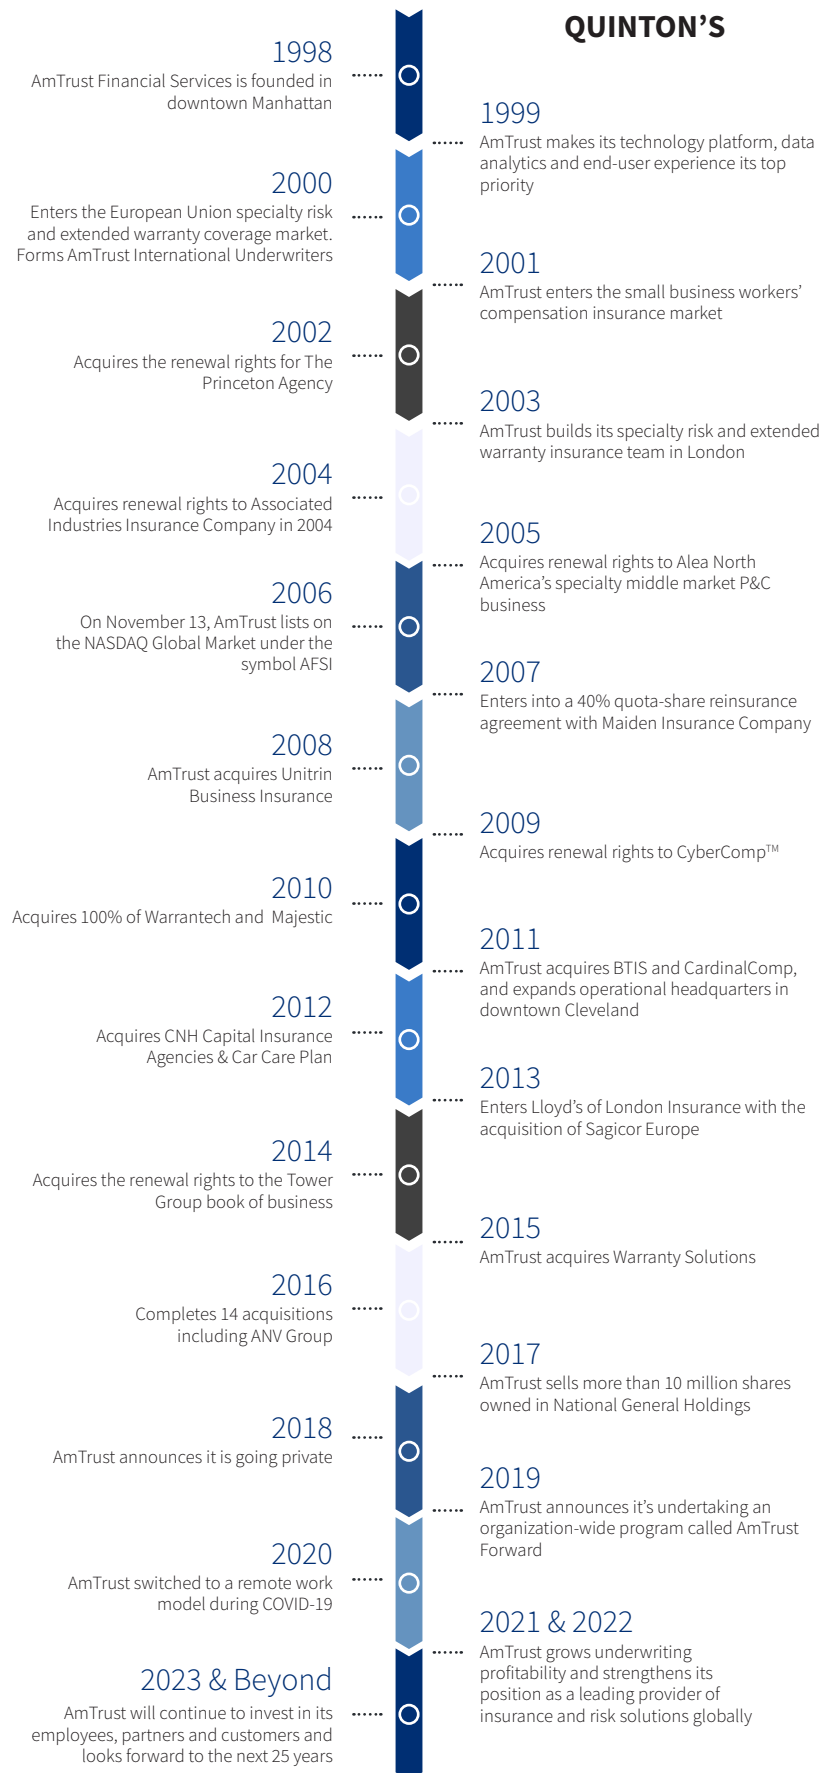 QUINTON’S
1998
AmTrust Financial Services is founded in
downtown Manhattan
1999
AmTrust makes its technology platform, data
analytics and end-user experience its top
priority
2000
Enters the European Union specialty risk
and extended warranty coverage market.
Forms AmTrust International Underwriters
2001
AmTrust enters the small business workers’
compensation insurance market
2002
Acquires the renewal rights for The
Princeton Agency
2003
AmTrust builds its specialty risk and extended
warranty insurance team in London
2004
Acquires renewal rights to Associated
Industries Insurance Company in 2004
2005
Acquires renewal rights to Alea North
America’s specialty middle market P&C
business
2006
On November 13, AmTrust lists on
the NASDAQ Global Market under the
symbol AFSI
2007
Enters into a 40% quota-share reinsurance
agreement with Maiden Insurance Company
2008
AmTrust acquires Unitrin
Business Insurance
2009
Acquires renewal rights to CyberComp™
2010
Acquires 100% of Warrantech and Majestic
2011
AmTrust acquires BTIS and CardinalComp,
and expands operational headquarters in
downtown Cleveland
2012
Acquires CNH Capital Insurance
Agencies & Car Care Plan
2013
Enters Lloyd’s of London Insurance with the
acquisition of Sagicor Europe
2014
Acquires the renewal rights to the Tower
Group book of business
2015
AmTrust acquires Warranty Solutions
2016
Completes 14 acquisitions
including ANV Group
2017
AmTrust sells more than 10 million shares
owned in National General Holdings
2018
AmTrust announces it is going private
2019
AmTrust announces it’s undertaking an
organization-wide program called AmTrust
Forward
2020
AmTrust switched to a remote work
model during COVID-19
2021 & 2022
AmTrust grows underwriting
profitability and strengthens its
position as a leading provider of
insurance and risk solutions globally
2023 & Beyond
AmTrust will continue to invest in its
employees, partners and customers and
looks forward to the next 25 years